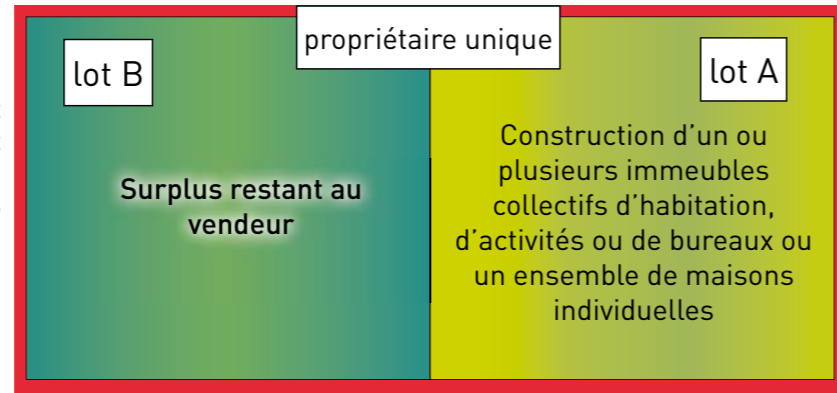 propriétaire unique
lot B
lot A
Surplus restant au
vendeur
Construction d’un ou
plusieurs immeubles
collectifs d’habitation,
d’activités ou de bureaux ou
un ensemble de maisons
individuelles